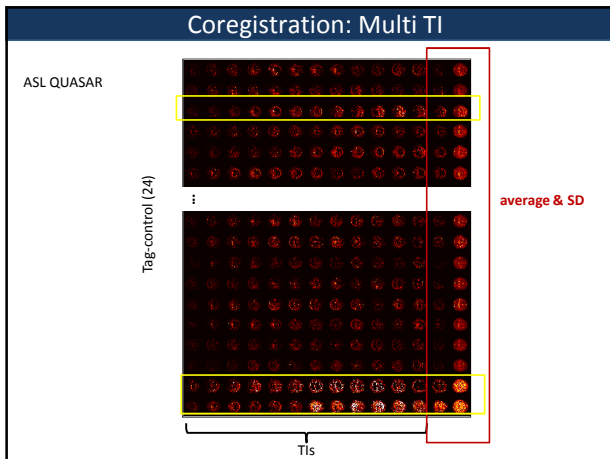 Coregistration: Multi TI
ASL QUASAR
Tag-control (24)
...
average & SD
TIs